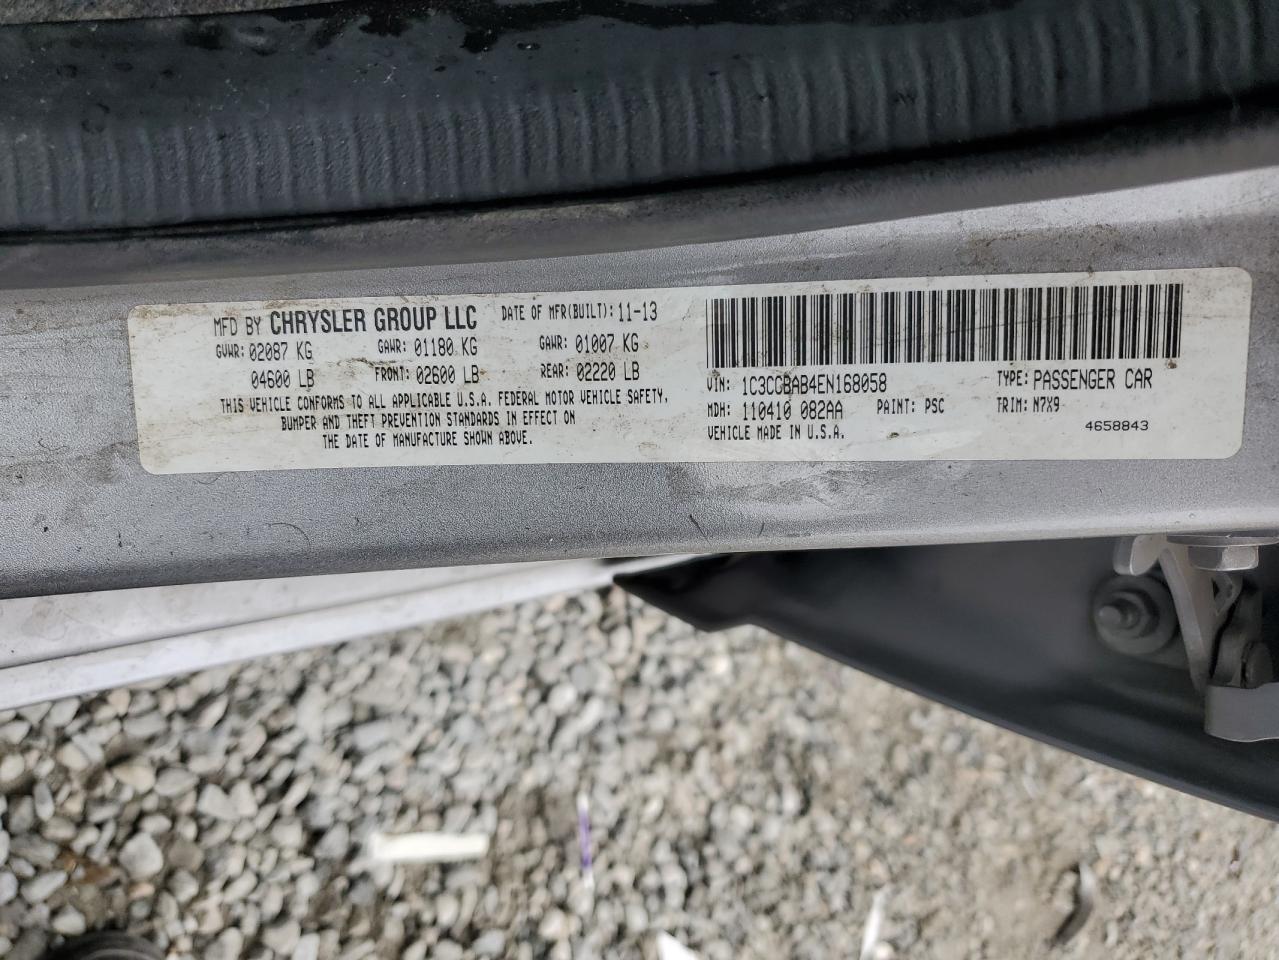 MFD BY CHRYSLER GROUP LLC DATE OF MFR(BUILT): 11-13
GVWR: 02087 KG GAWR: 01180 KG GAWR: 01007 KG
04600 LB FRONT: 02600 LB REAR: 02220 LB
THIS VEHICLE CONFORMS TO ALL APPLICABLE U.S.A. FEDERAL MOTOR VEHICLE SAFETY,
BUMPER AND THEFT PREVENTION STANDARDS IN EFFECT ON
THE DATE OF MANUFACTURE SHOWN ABOVE.
VIN: 1C3CCBAB4EN168058 TYPE: PASSENGER CAR
MDH: 110410 082AA PAINT: PSC TRIM: N7X9
VEHICLE MADE IN U.S.A. 4658843